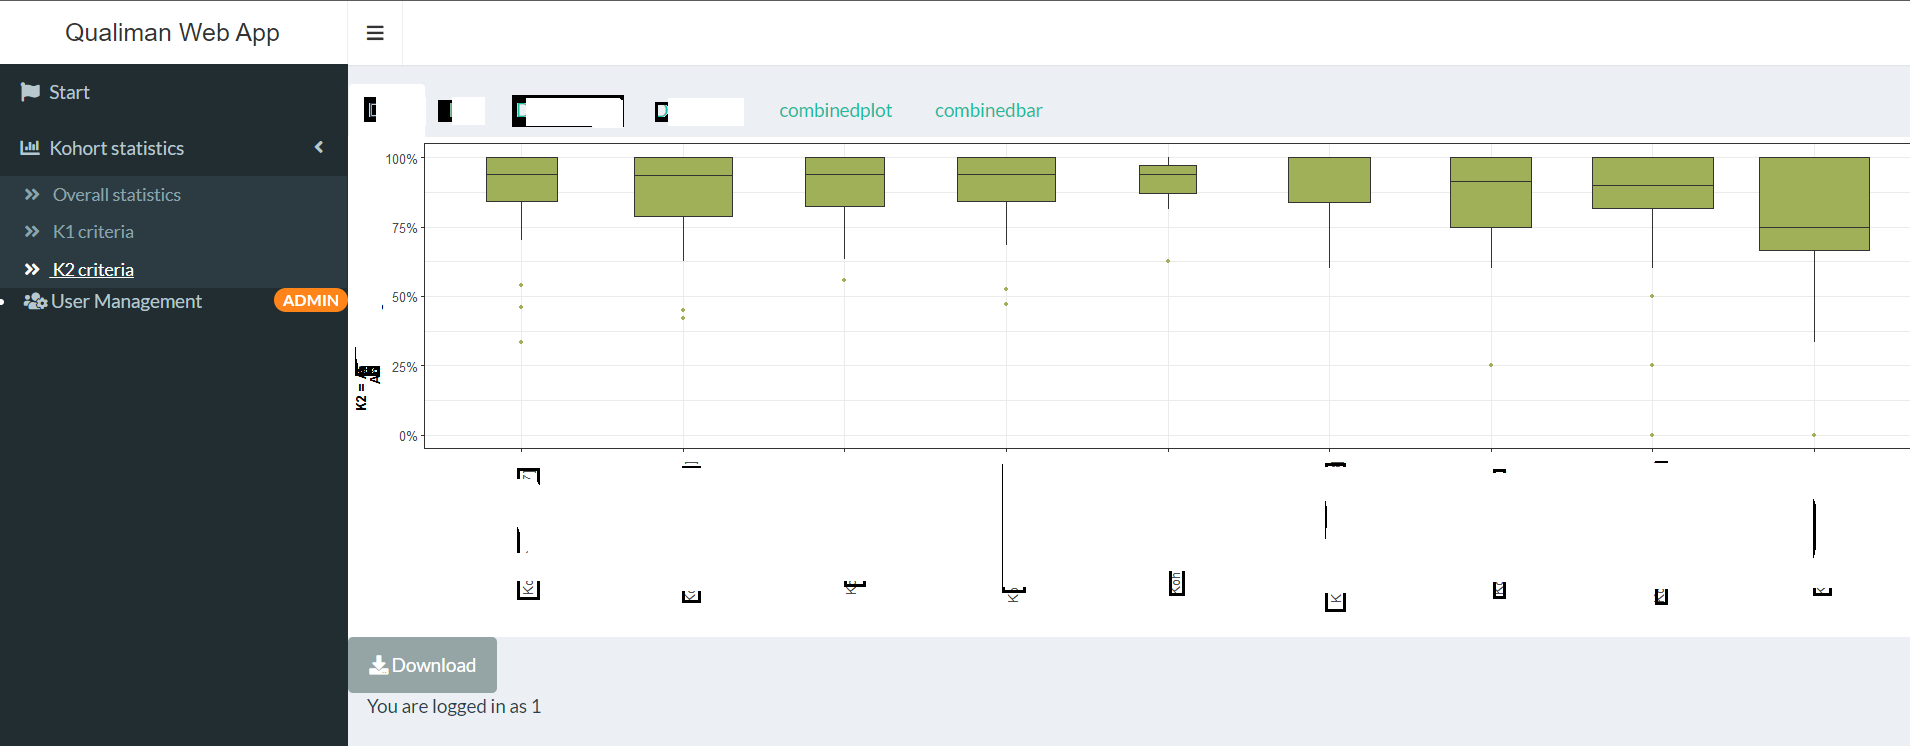 Qualiman Web App
Start
Kohort statistics
Overall statistics
K1 criteria
K2 criteria
User Management ADMIN
combinedplot combinedbar
100%
75%
50%
25%
0%
K2 =
Download
You are logged in as 1